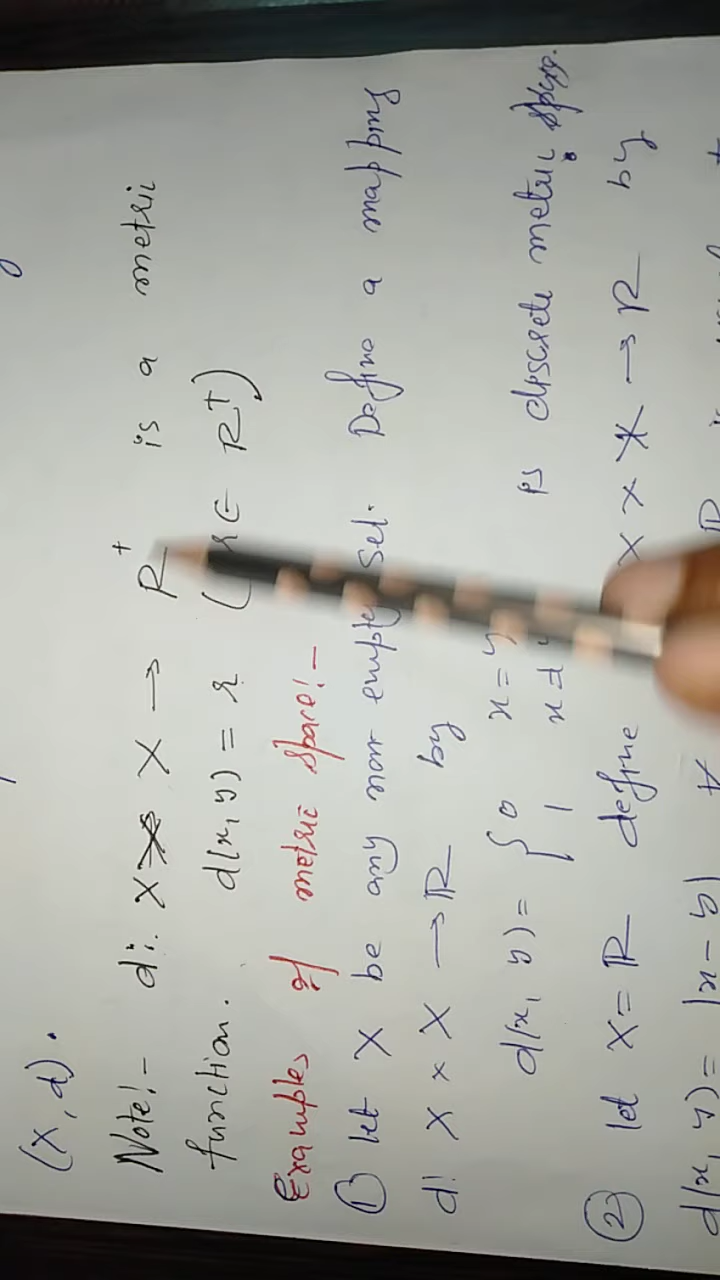 (X, d).
Note:- d: X × X → R⁺ is a metric
function. d(x, y) = r ( r ∈ R⁺)
Examples of metric space:-
① let X be any non empty set. Define a mapping
d: X × X → ℝ by
d(x, y) = { 0 x = y
1 x ≠ is discrete metric space.
② let X = ℝ define X × X → R by
d(x, y) = |x - y| ∀ R